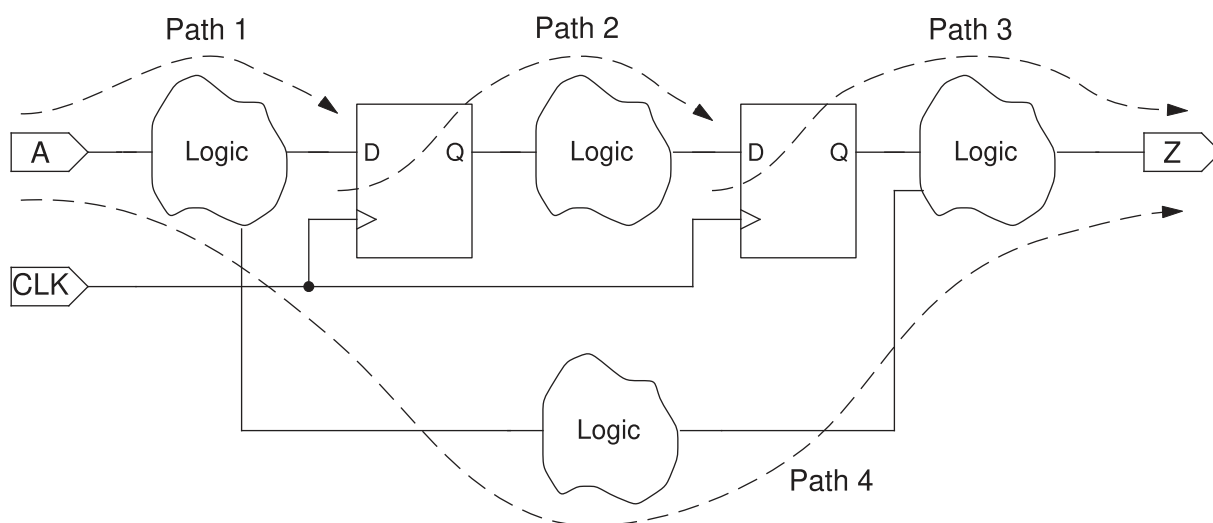 Path 1
Path 2
Path 3
A
Logic
D
Q
Logic
D
Q
Logic
Z
CLK
Logic
Path 4